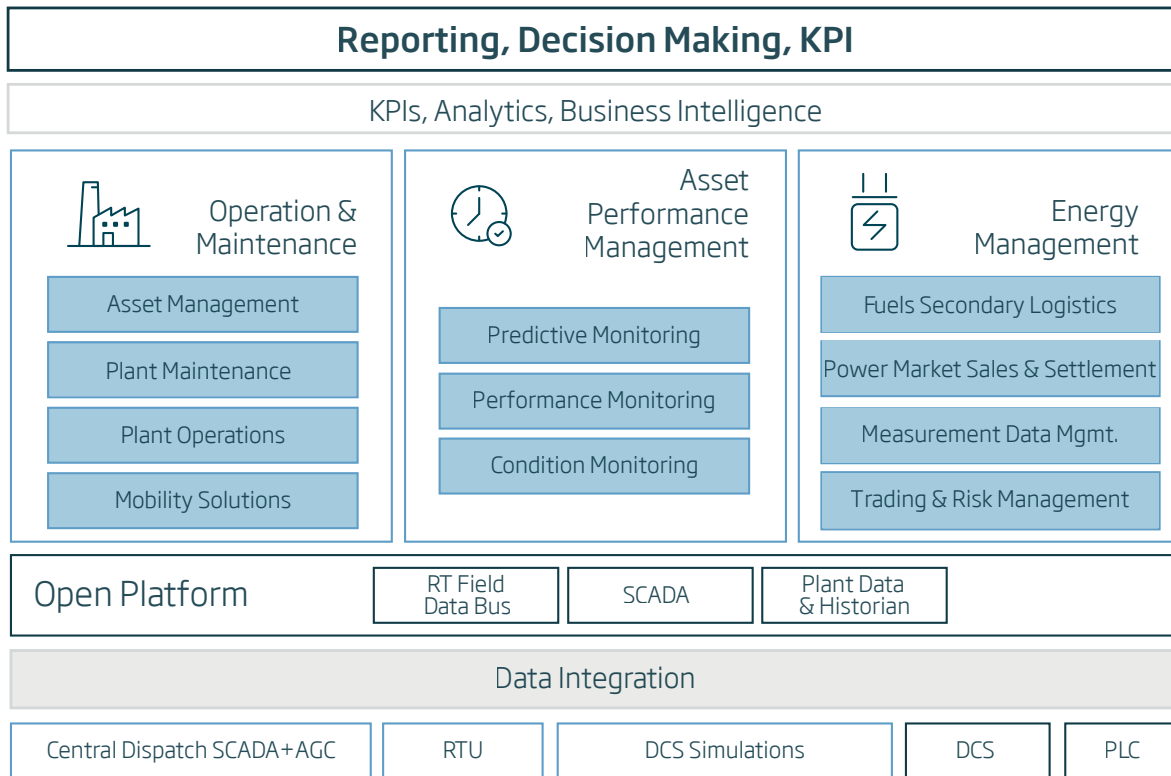 Reporting, Decision Making, KPI
KPIs, Analytics, Business Intelligence
Operation &
Maintenance
Asset Management
Plant Maintenance
Plant Operations
Mobility Solutions
Asset
Performance
Management
Predictive Monitoring
Performance Monitoring
Condition Monitoring
Energy
Management
Fuels Secondary Logistics
Power Market Sales & Settlement
Measurement Data Mgmt.
Trading & Risk Management
Open Platform
RT Field
Data Bus
SCADA
Plant Data
& Historian
Data Integration
Central Dispatch SCADA+AGC
RTU
DCS Simulations
DCS
PLC